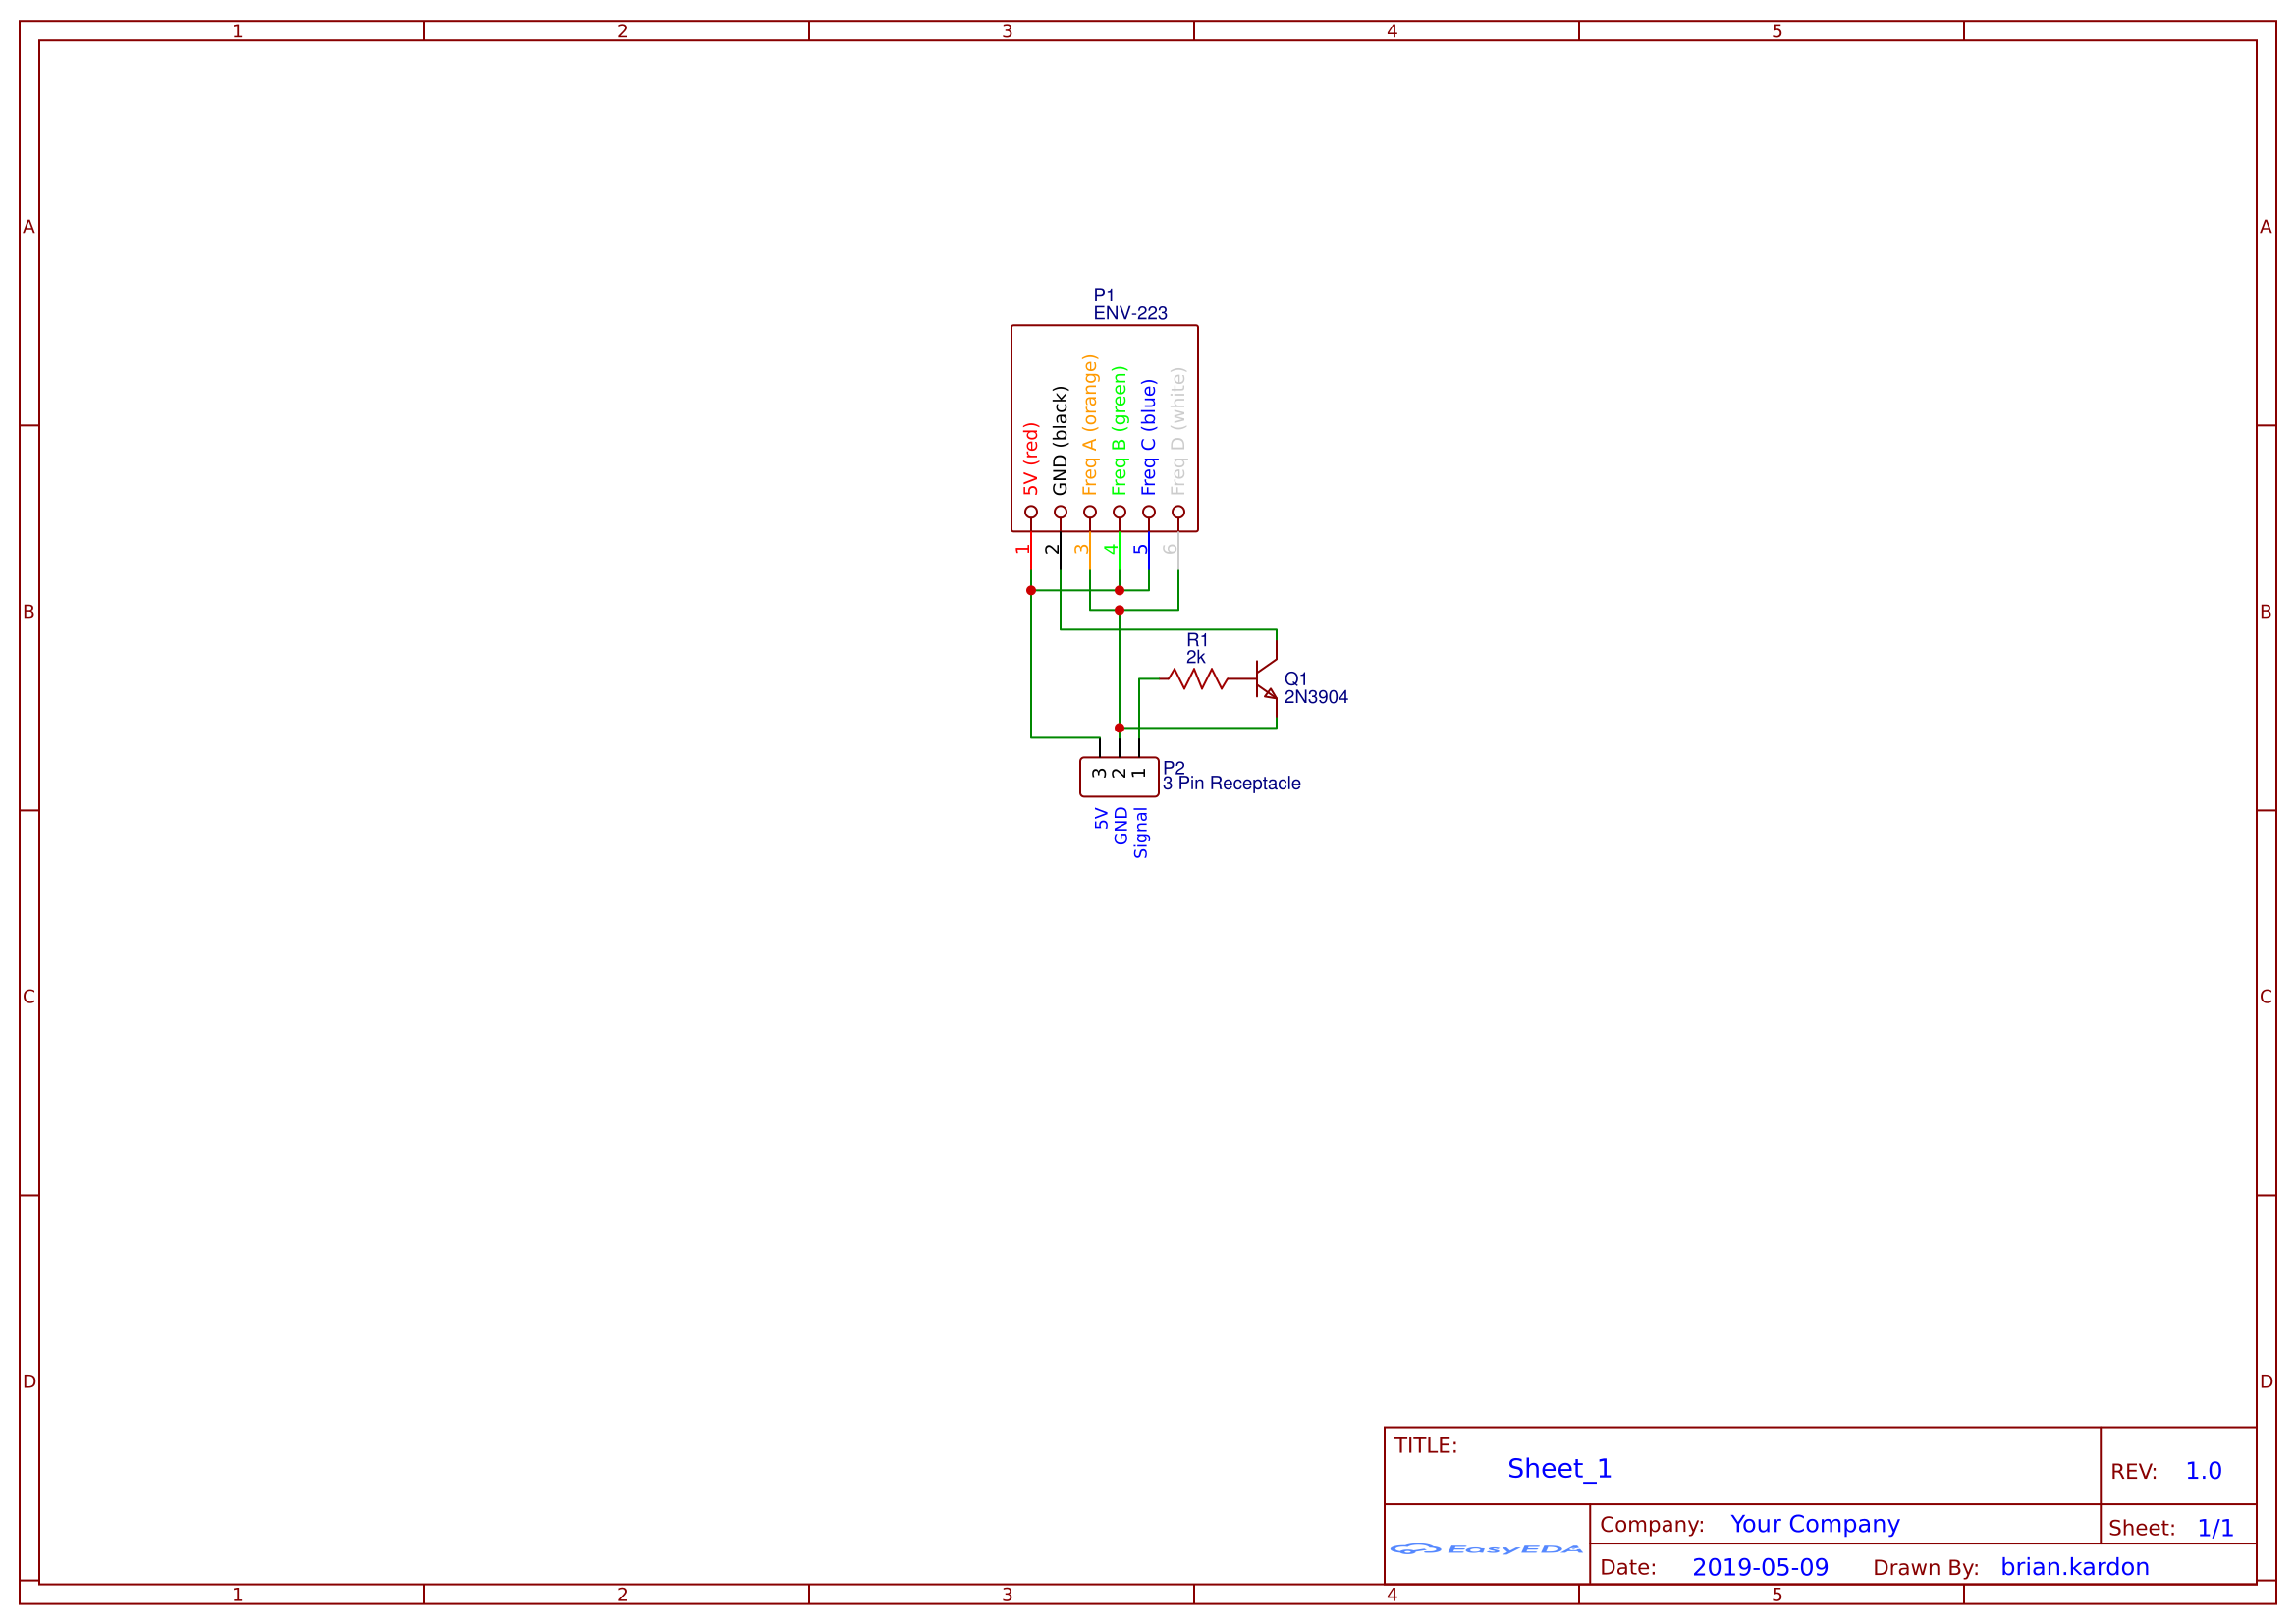 1 2 3 4 5
A A
P1
ENV-223
5V (red)
GND (black)
Freq A (orange)
Freq B (green)
Freq C (blue)
Freq D (white)
1 2 3 4 5 6
B B
R1
2k
Q1
2N3904
3 2 1
P2
3 Pin Receptacle
5V
GND
Signal
C C
D D
TITLE:
Sheet_1
REV: 1.0
EasyEDA
Company: Your Company
Sheet: 1/1
Date: 2019-05-09 Drawn By: brian.kardon
1 2 3 4 5